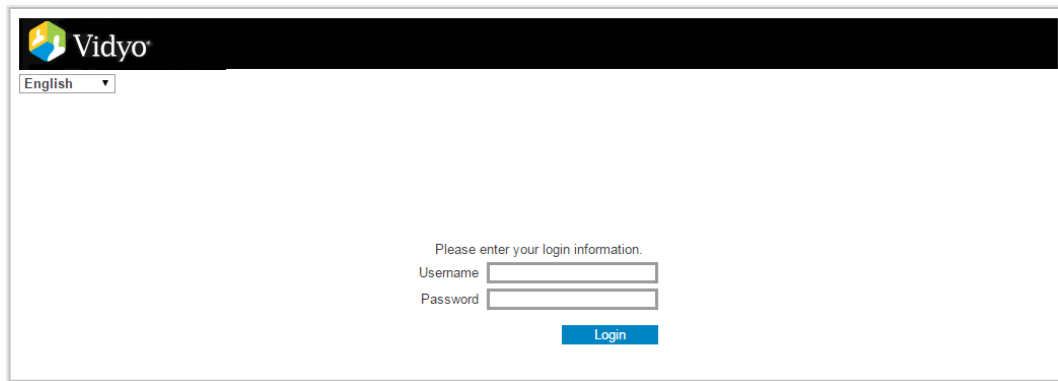 Vidyo®
English
Please enter your login information.
Username
Password
Login